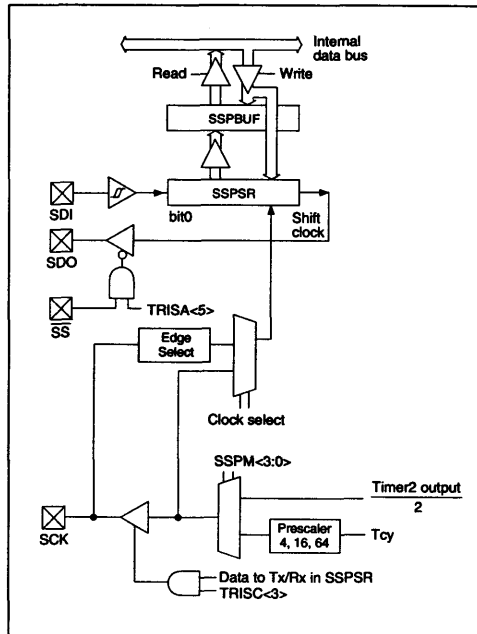 Internal
data bus
Read
Write
SSPBUF
SSPSR
SDI
bit0
Shift
clock
SDO
SS
TRISA<5>
Edge
Select
Clock select
SSPM<3:0>
Timer2 output
2
SCK
Prescaler
4, 16, 64
Tcy
Data to Tx/Rx in SSPSR
TRISC<3>